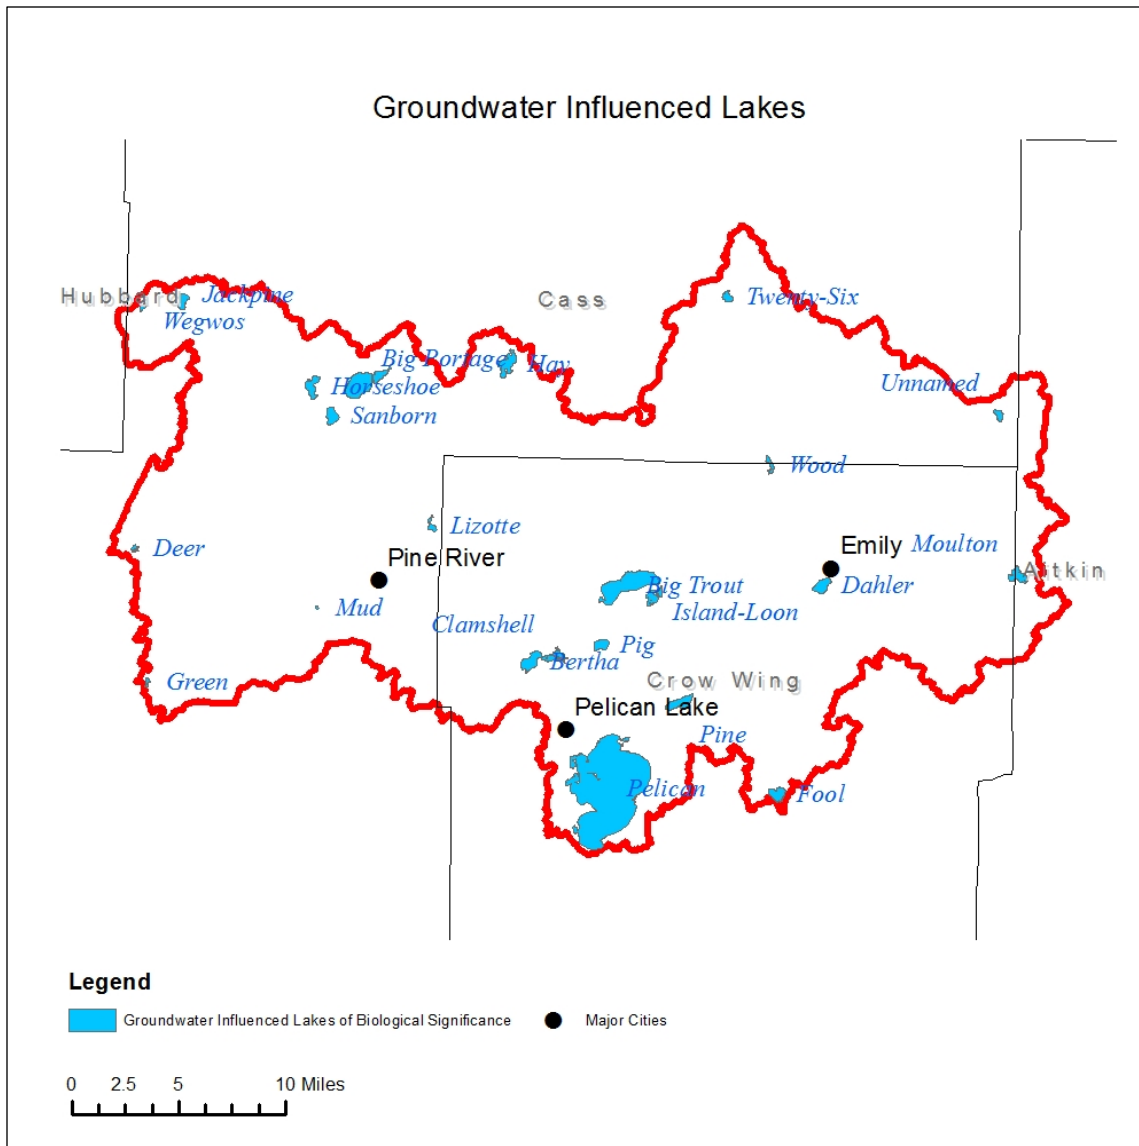 Groundwater Influenced Lakes
Hubbard
Jackpine
Cass
Twenty-Six
Wegwos
Big Portage
Hay
Horseshoe
Unnamed
Sanborn
Wood
Lizotte
Deer
Pine River
Emily
Moulton
Aitkin
Big Trout
Dahler
Mud
Island-Loon
Clamshell
Pig
Bertha
Green
Crow Wing
Pelican Lake
Pine
Pelican
Fool
Legend
Groundwater Influenced Lakes of Biological Significance
Major Cities
0 2.5 5 10 Miles